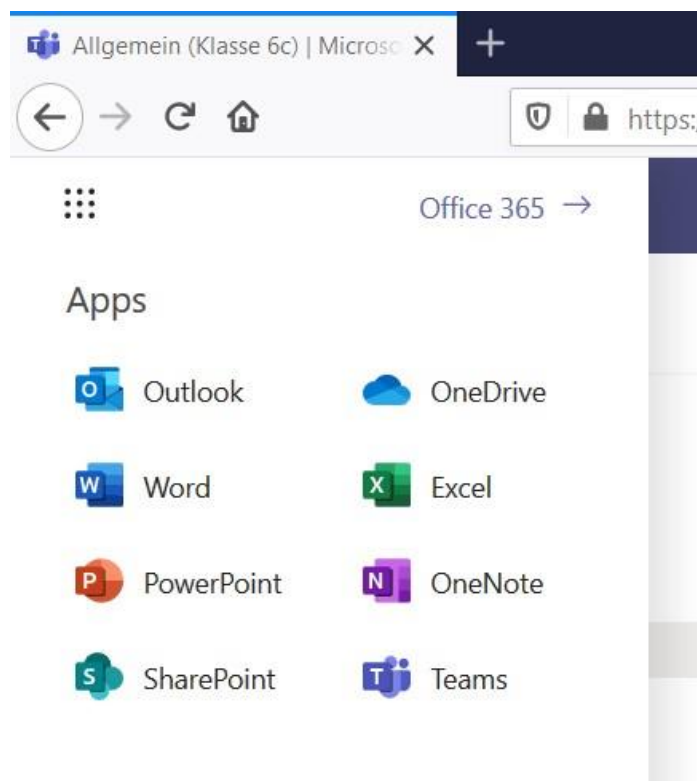 Allgemein (Klasse 6c) | Microso
https:
Office 365
Apps
Outlook
OneDrive
Word
Excel
PowerPoint
OneNote
SharePoint
Teams